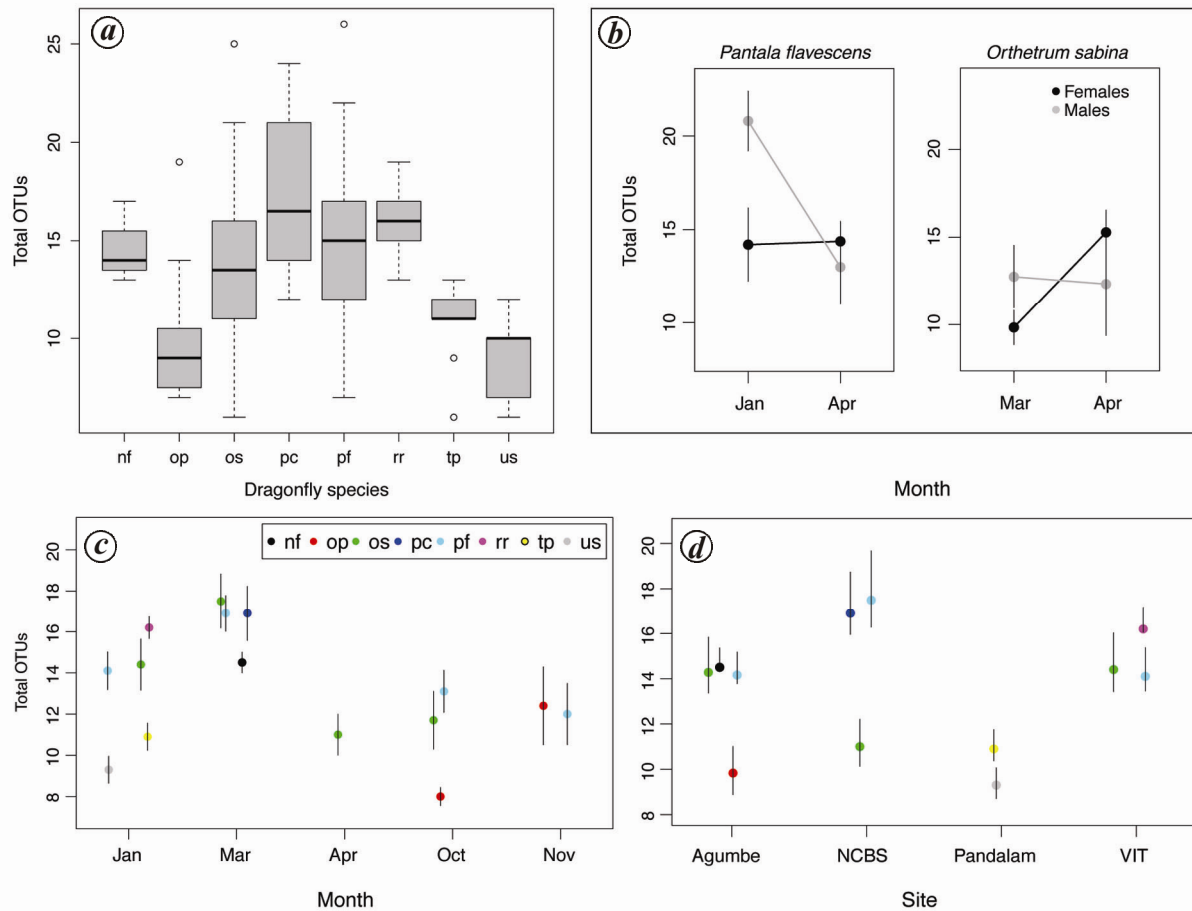 a
Total OTUs
25
20
15
10
nf op os pc pf rr tp us
Dragonfly species
b
Pantala flavescens
Orthetrum sabina
Total OTUs
20
15
10
Jan Apr
20
15
10
Females
Males
Mar Apr
Month
c
nf op os pc pf rr tp us
Total OTUs
20
18
16
14
12
10
8
Jan Mar Apr Oct Nov
Month
d
20
18
16
14
12
10
8
Agumbe NCBS Pandalam VIT
Site